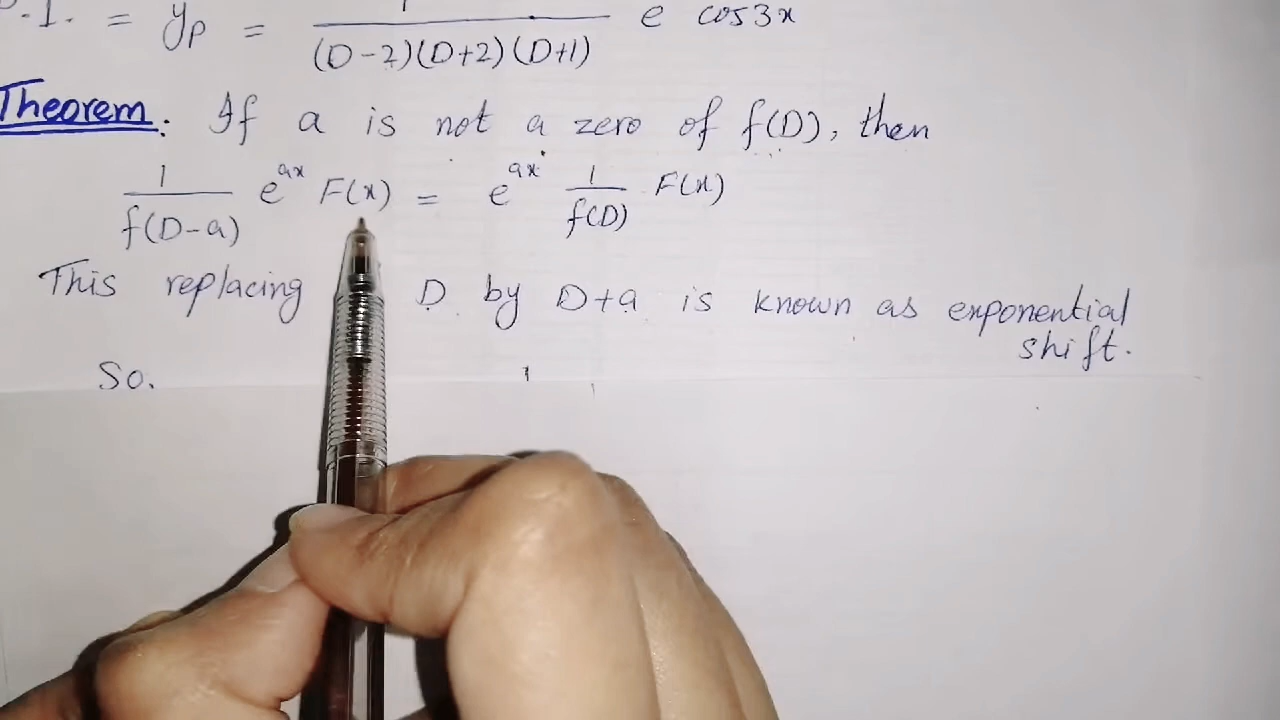 P.I. = yp = 1/((D-2)(D+2)(D+1)) e cos3x
Theorem. If a is not a zero of f(D), then
1/f(D-a) e^ax F(x) = e^ax 1/f(D) F(x)
This replacing D by D+a is known as exponential
shift.
So.